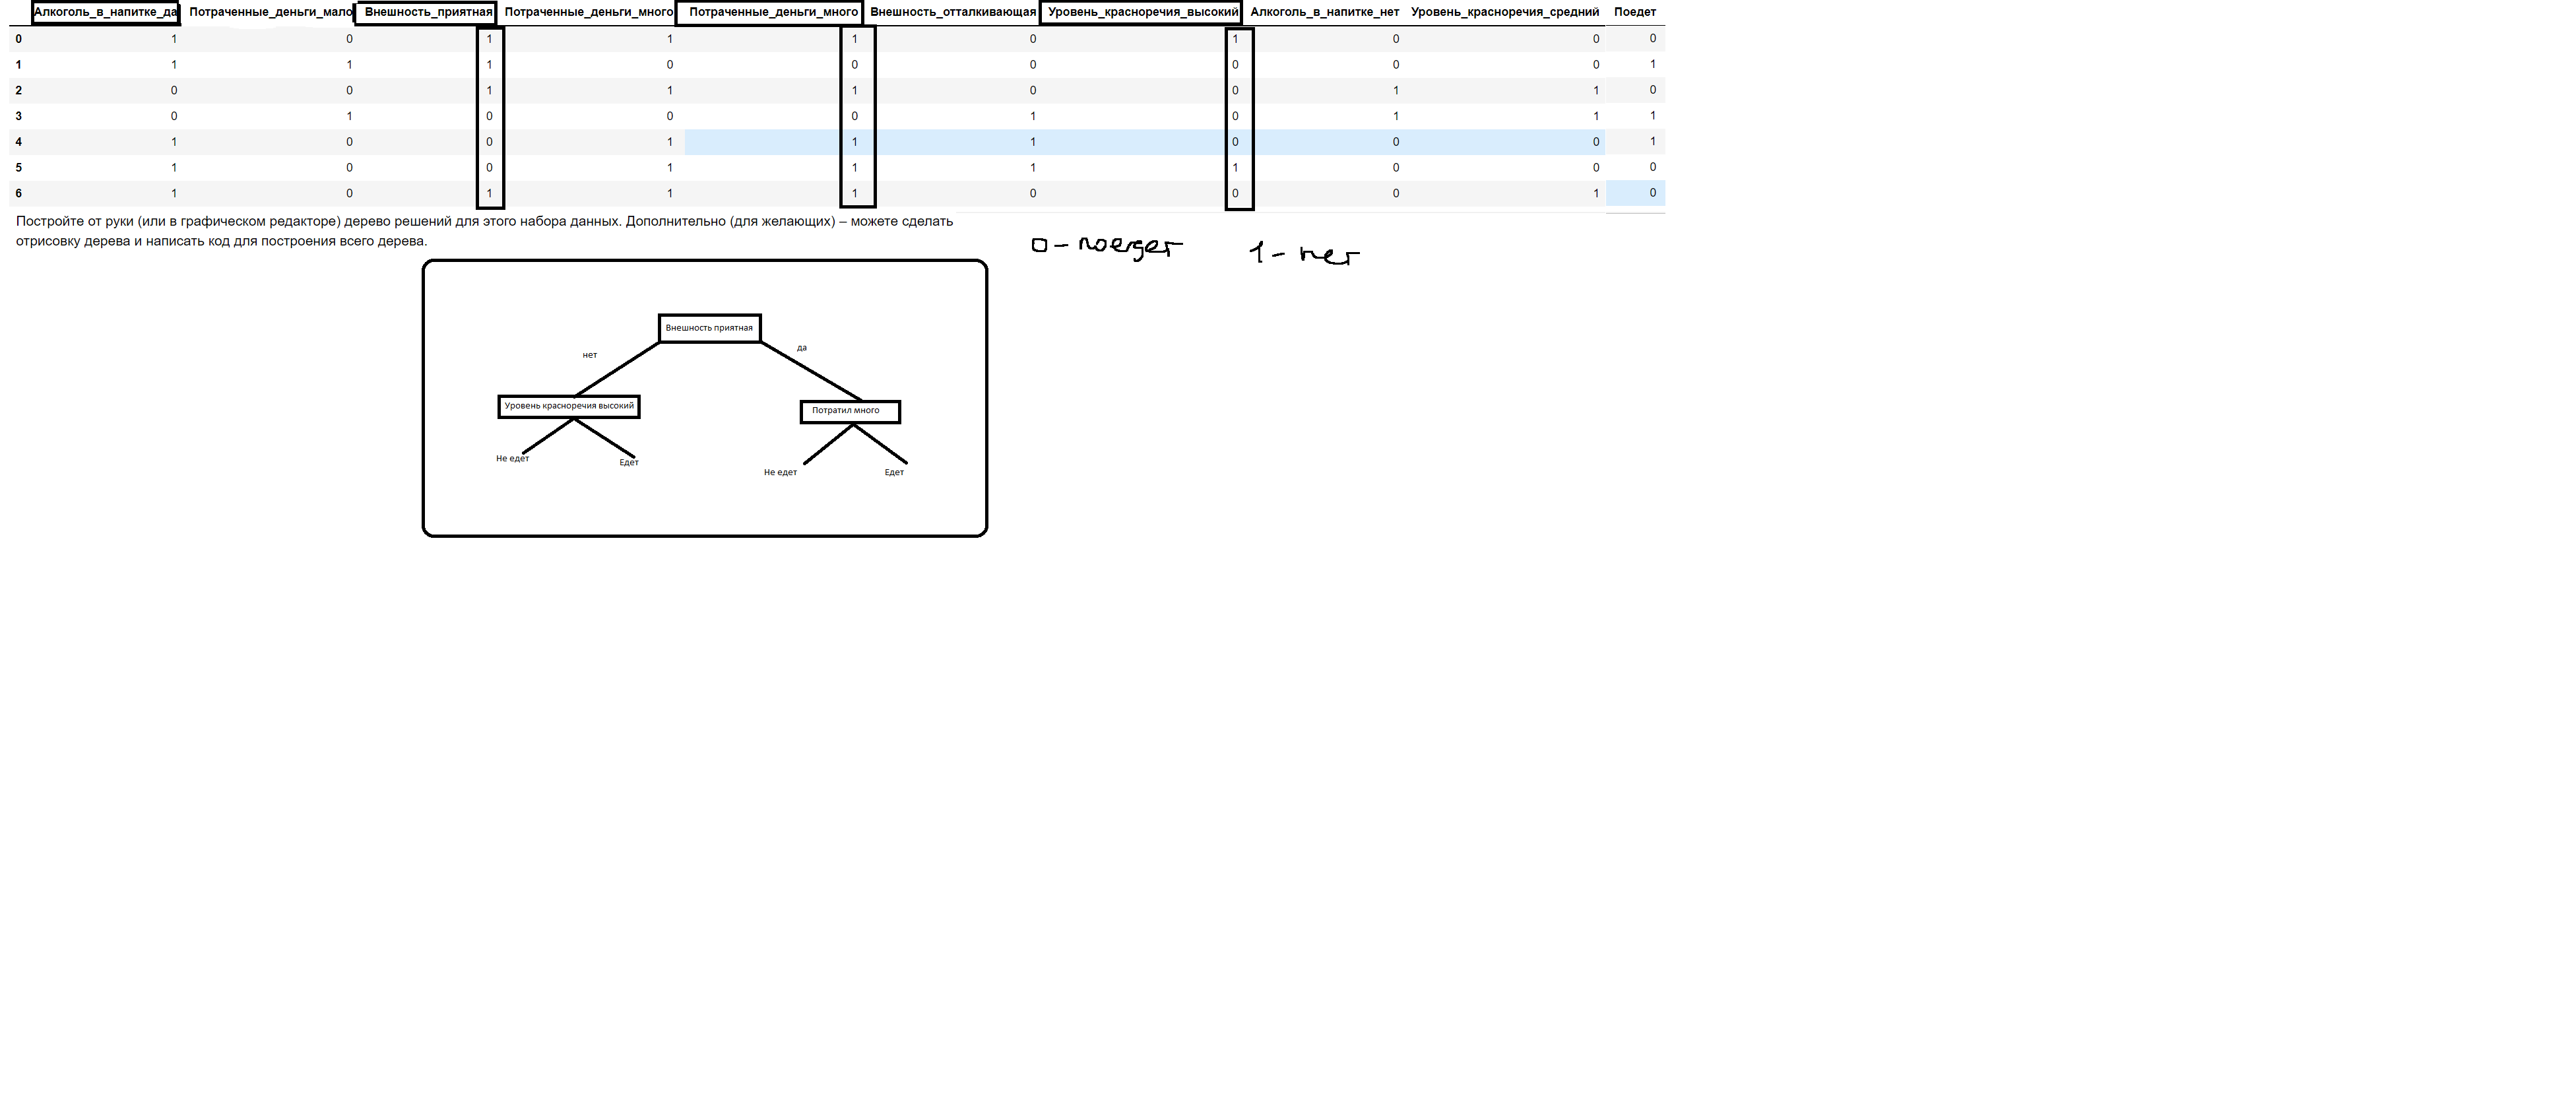 Алкоголь_в_напитке_да Потраченные_деньги_мало Внешность_приятная Потраченные_деньги_много Потраченные_деньги_много Внешность_отталкивающая Уровень_красноречия_высокий Алкоголь_в_напитке_нет Уровень_красноречия_средний Поедет
0 1 0 1 1 1 0 1 0 0 0
1 1 1 1 0 0 0 0 0 0 1
2 0 0 1 1 1 0 0 1 1 0
3 0 1 0 0 0 1 0 1 1 1
4 1 0 0 1 1 1 0 0 0 1
5 1 0 0 1 1 1 1 0 0 0
6 1 0 1 1 1 0 0 0 1 0
Постройте от руки (или в графическом редакторе) дерево решений для этого набора данных. Дополнительно (для желающих) – можете сделать
отрисовку дерева и написать код для построения всего дерева.
0 - поедет 1 - нет
Внешность приятная
нет да
Уровень красноречия высокий Потратил много
Не едет Едет Не едет Едет